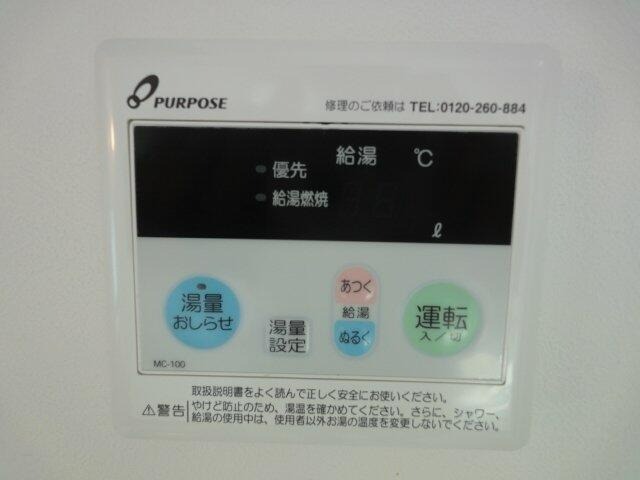 PURPOSE
修理のご依頼は TEL:0120-260-884
給湯 ℃
優先
給湯燃焼
ℓ
湯量
おしらせ
湯量
設定
あつく
給湯
ぬるく
運転
入/切
MC-100
取扱説明書をよく読んで正しく安全にお使いください。
⚠警告 やけど防止のため、湯温を確かめてください。さらに、シャワー、
給湯の使用中は、使用者以外お湯の温度を変更しないでください。